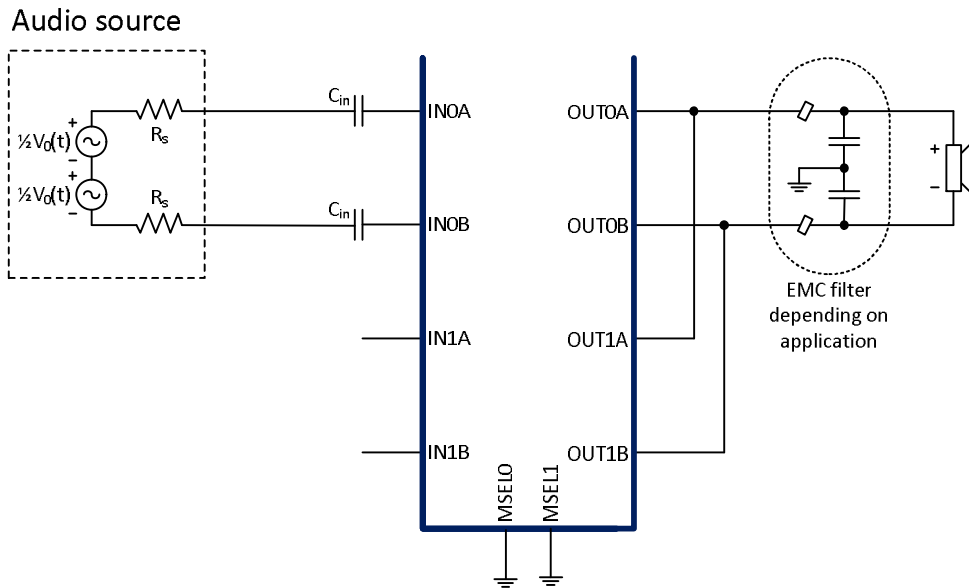 Audio source
+
½V₀(t)
−
+
½V₀(t)
−
Rs
Rs
Cin
Cin
IN0A
IN0B
IN1A
IN1B
MSEL0
MSEL1
OUT0A
OUT0B
OUT1A
OUT1B
+
−
EMC filter
depending on
application